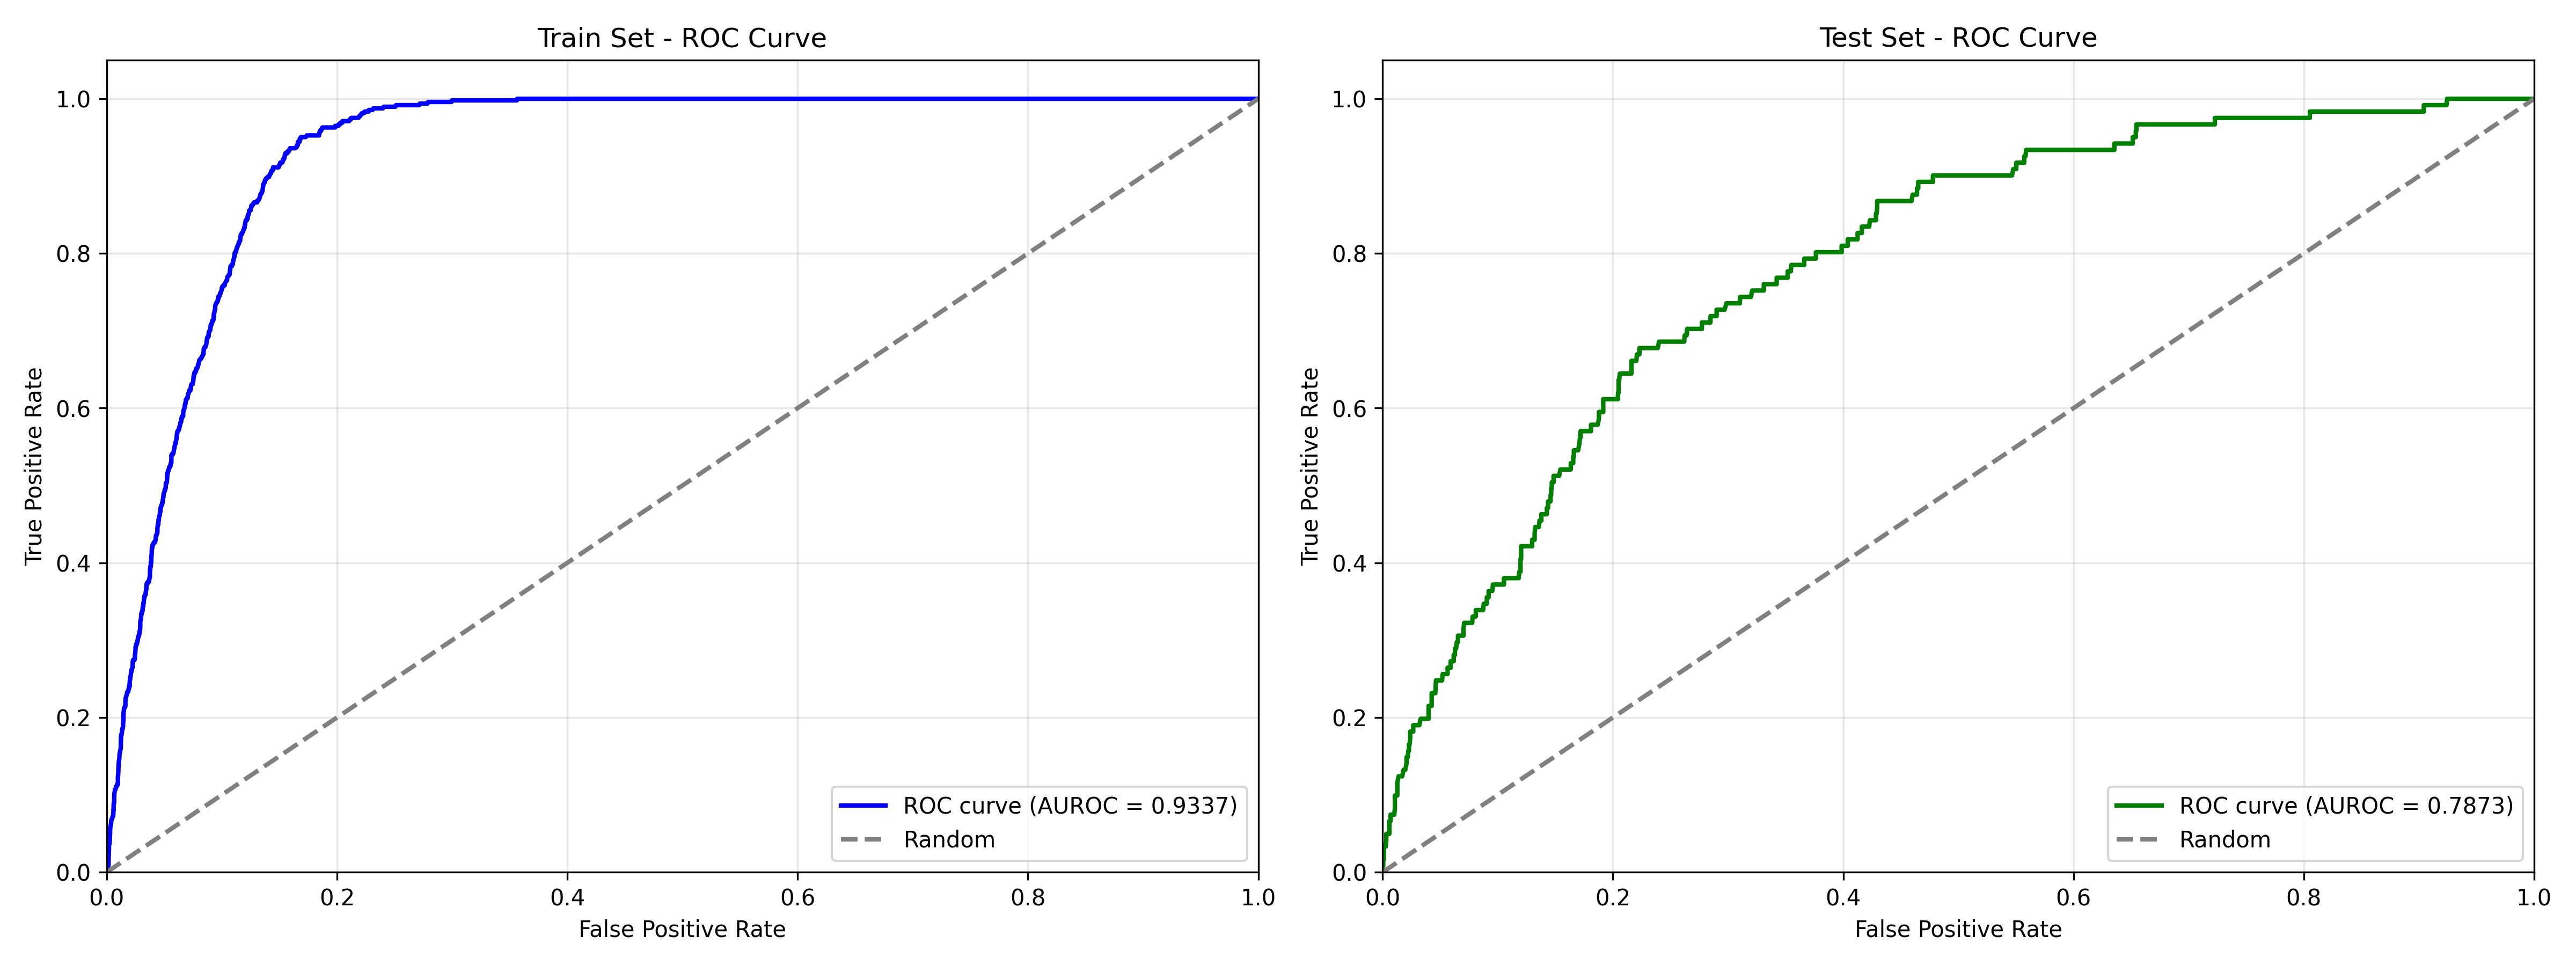 Train Set - ROC Curve
True Positive Rate
1.0
0.8
0.6
0.4
0.2
0.0
0.0 0.2 0.4 0.6 0.8 1.0
False Positive Rate
ROC curve (AUROC = 0.9337)
Random
Test Set - ROC Curve
True Positive Rate
1.0
0.8
0.6
0.4
0.2
0.0
0.0 0.2 0.4 0.6 0.8 1.0
False Positive Rate
ROC curve (AUROC = 0.7873)
Random